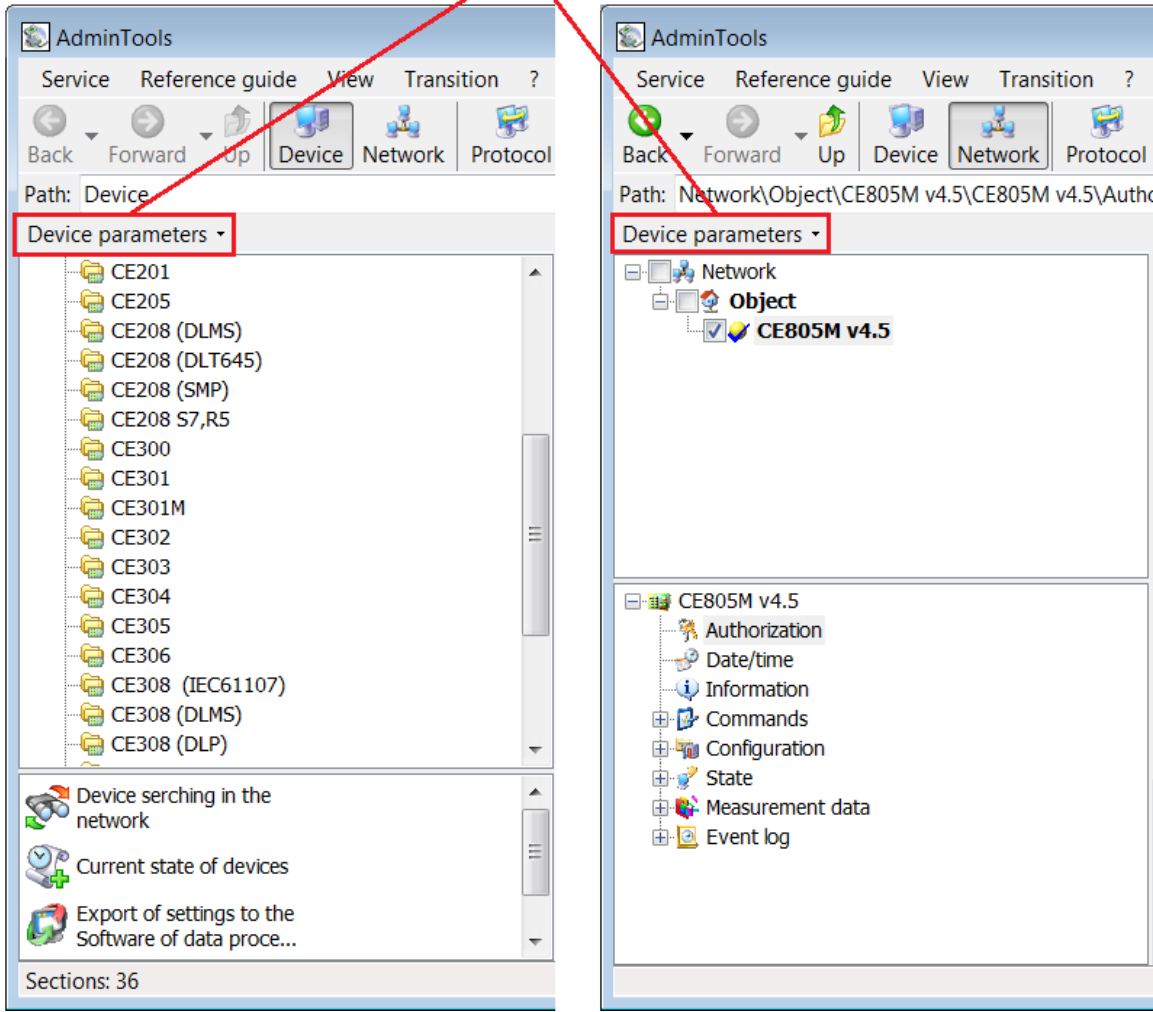 AdminTools
Service Reference guide View Transition ?
Back Forward Up Device Network Protocol
Path: Device
Device parameters
CE201
CE205
CE208 (DLMS)
CE208 (DLT645)
CE208 (SMP)
CE208 S7,R5
CE300
CE301
CE301M
CE302
CE303
CE304
CE305
CE306
CE308 (IEC61107)
CE308 (DLMS)
CE308 (DLP)
Device serching in the
network
Current state of devices
Export of settings to the
Software of data proce...
Sections: 36
AdminTools
Service Reference guide View Transition ?
Back Forward Up Device Network Protocol
Path: Network\Object\CE805M v4.5\CE805M v4.5\Autho
Device parameters
Network
Object
CE805M v4.5
CE805M v4.5
Authorization
Date/time
Information
Commands
Configuration
State
Measurement data
Event log